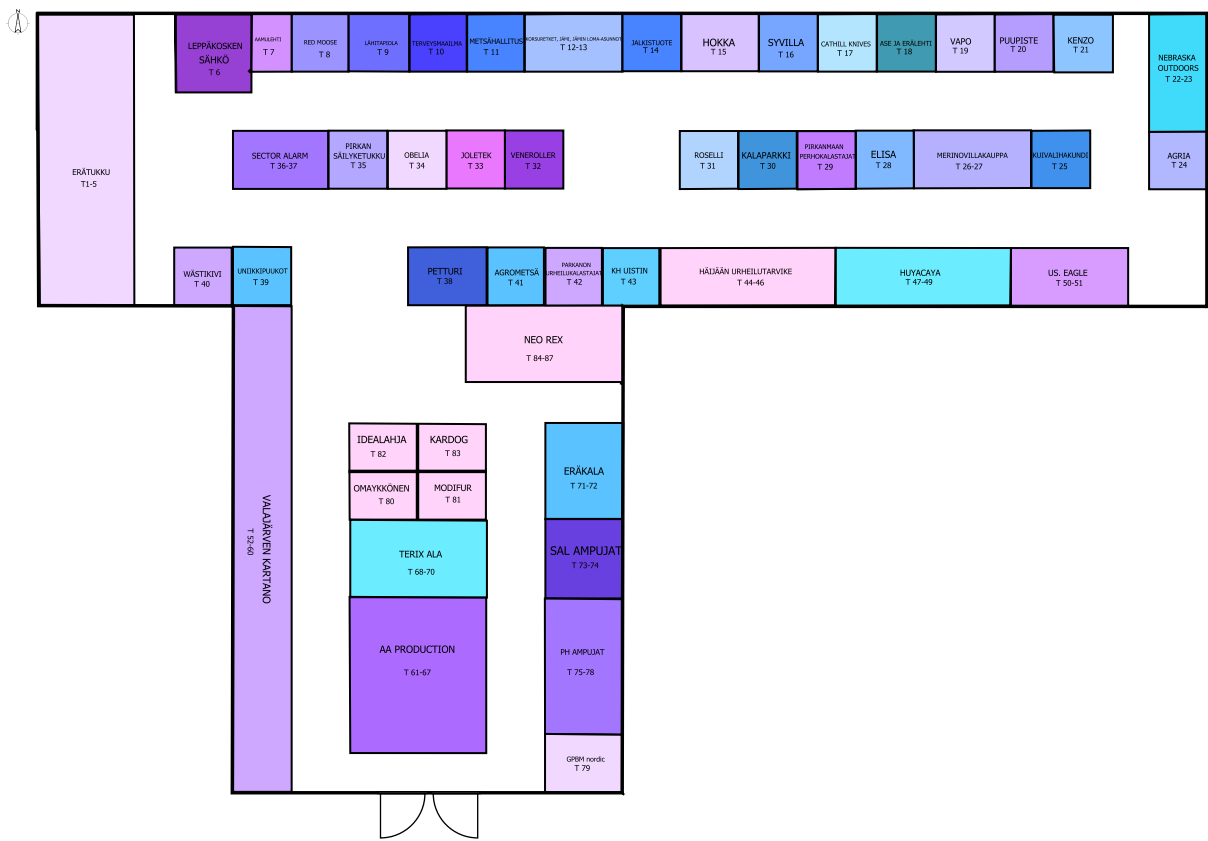 LEPPÄKOSKEN
SÄHKÖ
T 6
AAMULEHTI
T 7
RED MOOSE
T 8
LÄHITAPIOLA
T 9
TERVEYSMAAILMA
T 10
METSÄHALLITUS
T 11
KORSURETKET, JÄMI, JÄMIN LOMA-ASUNNOT
T 12-13
JALKISTUOTE
T 14
HOKKA
T 15
SYVILLA
T 16
CATHILL KNIVES
T 17
ASE JA ERÄLEHTI
T 18
VAPO
T 19
PUUPISTE
T 20
KENZO
T 21
NEBRASKA
OUTDOORS
T 22-23
ERÄTUKKU
T1-5
SECTOR ALARM
T 36-37
PIRKAN
SÄILYKETUKKU
T 35
OBELIA
T 34
JOLETEK
T 33
VENEROLLER
T 32
ROSELLI
T 31
KALAPARKKI
T 30
PIRKANMAAN
PERHOKALASTAJAT
T 29
ELISA
T 28
MERINOVILLAKAUPPA
T 26-27
KUIVALIHAKUNDI
T 25
AGRIA
T 24
WÄSTIKIVI
T 40
UNIIKKIPUUKOT
T 39
PETTURI
T 38
AGROMETSÄ
T 41
PARKANON
URHEILUKALASTAJAT
T 42
KH UISTIN
T 43
HÄIJÄÄN URHEILUTARVIKE
T 44-46
HUYACAYA
T 47-49
US. EAGLE
T 50-51
NEO REX
T 84-87
IDEALAHJA
T 82
KARDOG
T 83
OMAYKKÖNEN
T 80
MODIFUR
T 81
ERÄKALA
T 71-72
VALAJÄRVEN KARTANO
T 52-60
TERIX ALA
T 68-70
SAL AMPUJAT
T 73-74
AA PRODUCTION
T 61-67
PH AMPUJAT
T 75-78
GPBM nordic
T 79